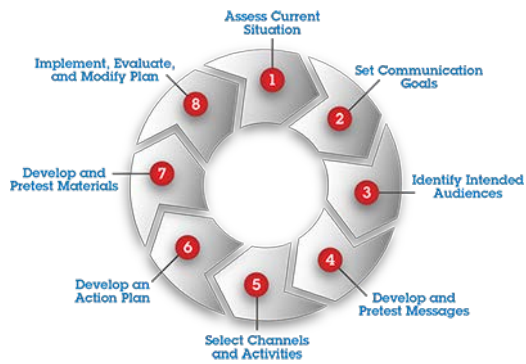 1
Assess Current
Situation
2
Set Communication
Goals
3
Identify Intended
Audiences
4
Develop and
Pretest Messages
5
Select Channels
and Activities
6
Develop an
Action Plan
7
Develop and
Pretest Materials
8
Implement, Evaluate,
and Modify Plan